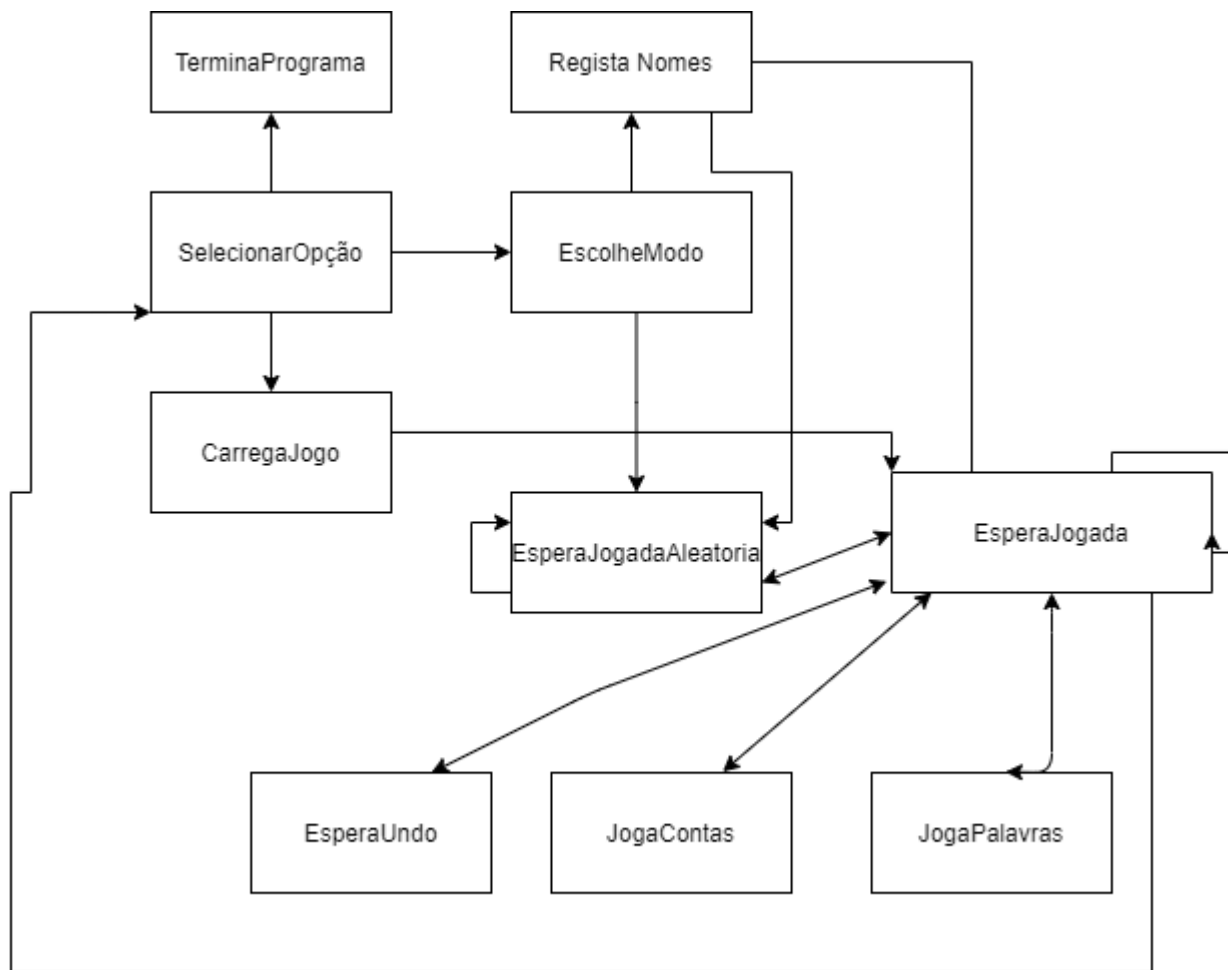 TerminaPrograma
Regista Nomes
SelecionarOpção
EscolheModo
CarregaJogo
EsperaJogadaAleatoria
EsperaJogada
EsperaUndo
JogaContas
JogaPalavras